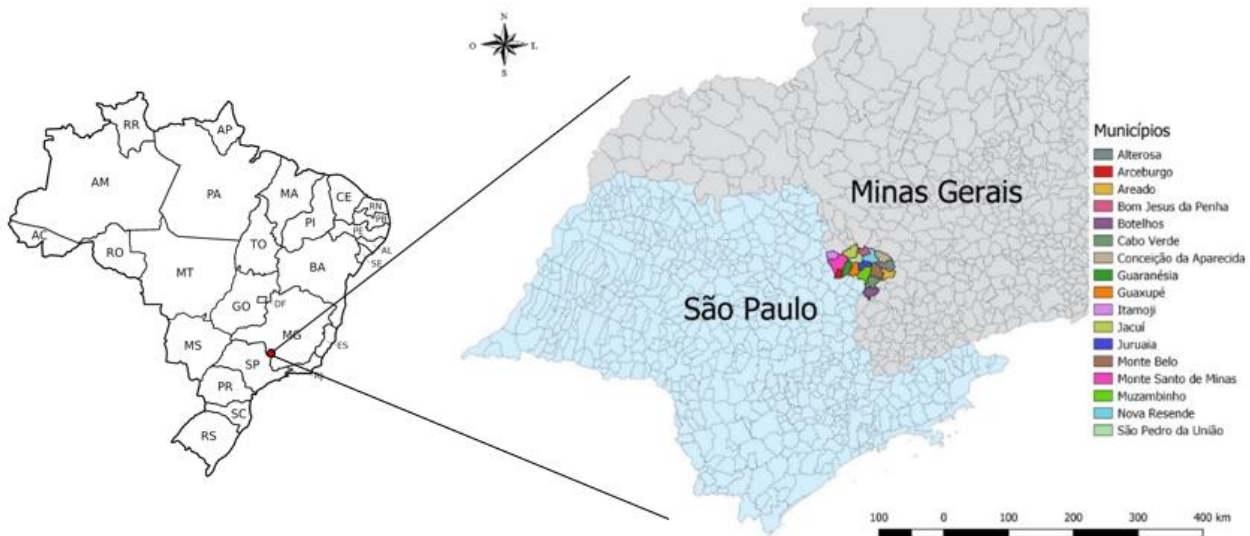 N
O L
S
RR
AP
AM
PA
MA
CE
RN
PB
PI
PE
AC
AL
TO
RO
SE
BA
MT
GO
DF
MG
ES
MS
SP
PR
SC
RS
Minas Gerais
São Paulo
Municípios
Alterosa
Arceburgo
Areado
Bom Jesus da Penha
Botelhos
Cabo Verde
Conceição da Aparecida
Guaranésia
Guaxupé
Itamoji
Jacuí
Juruaia
Monte Belo
Monte Santo de Minas
Muzambinho
Nova Resende
São Pedro da União
100 0 100 200 300 400 km